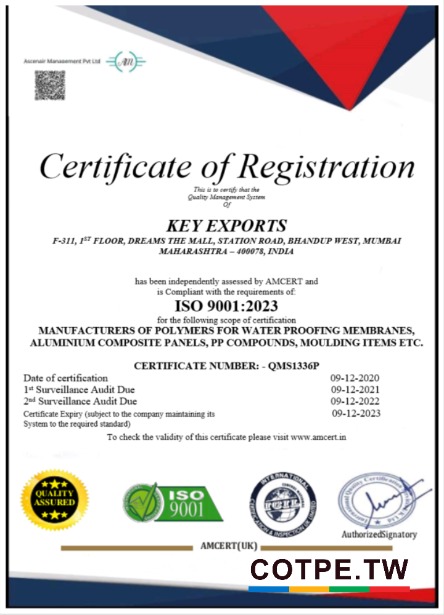 Ascenair Management Pvt Ltd
AM
Certificate of Registration
This is to certify that the
Quality Management System
Of
KEY EXPORTS
F-311, 1ST FLOOR, DREAMS THE MALL, STATION ROAD, BHANDUP WEST, MUMBAI
MAHARASHTRA – 400078, INDIA
has been independently assessed by AMCERT and
is Compliant with the requirements of:
ISO 9001:2023
for the following scope of certification
MANUFACTURERS OF POLYMERS FOR WATER PROOFING MEMBRANES,
ALUMINIUM COMPOSITE PANELS, PP COMPOUNDS, MOULDING ITEMS ETC.
CERTIFICATE NUMBER: - QMS1336P
Date of certification 09-12-2020
1st Surveillance Audit Due 09-12-2021
2nd Surveillance Audit Due 09-12-2022
Certificate Expiry (subject to the company maintaining its 09-12-2023
System to the required standard)
To check the validity of this certificate please visit www.amcert.in
QUALITY
ASSURED
ISO
9001
INTERNATIONAL
AuthorizedSignatory
AMCERT(UK)
COTPE.TW